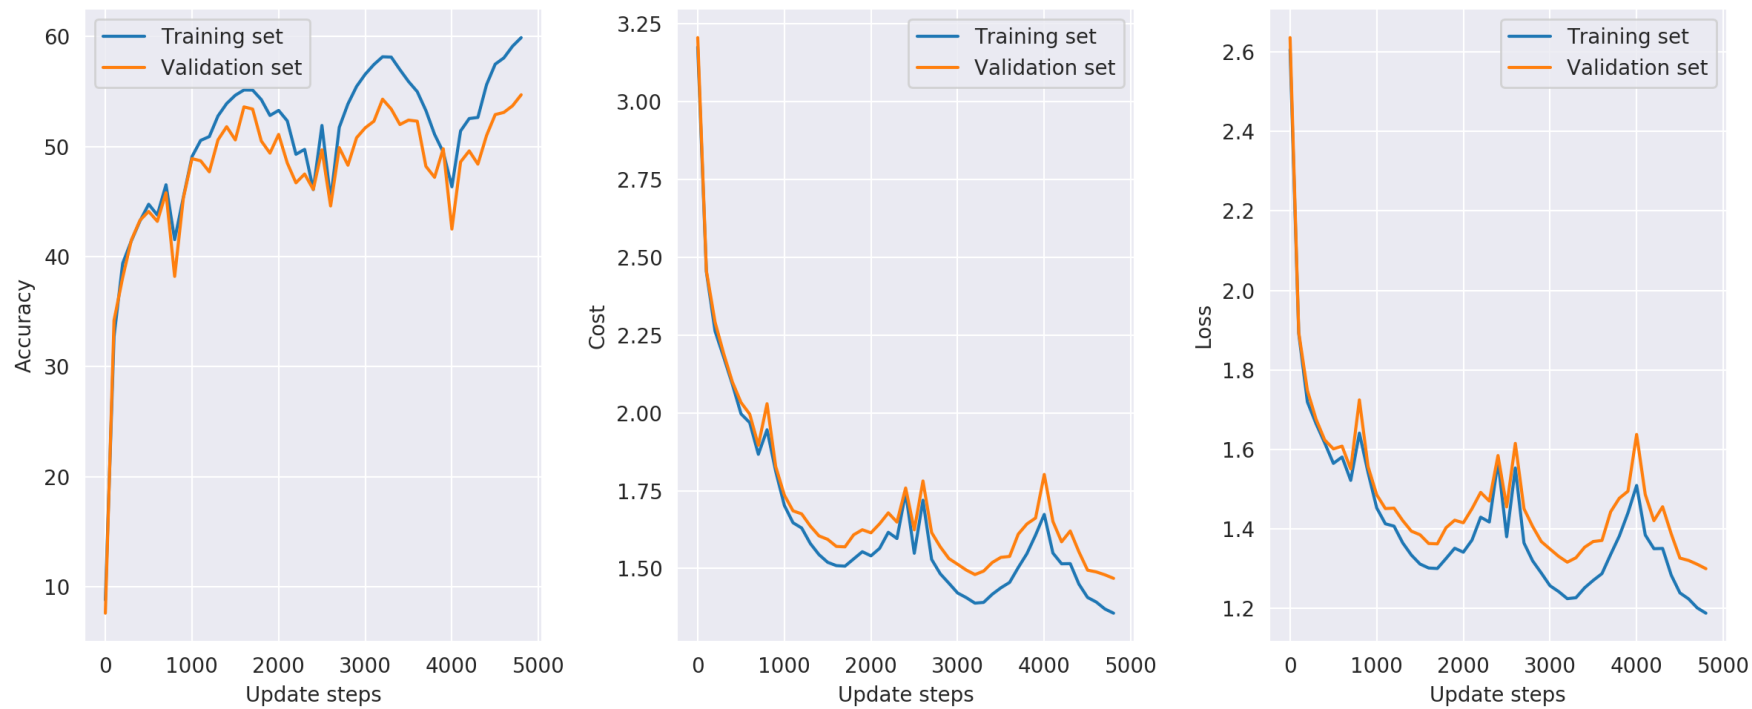 Training set
Validation set
60
50
40
30
20
10
Accuracy
0 1000 2000 3000 4000 5000
Update steps
Training set
Validation set
3.25
3.00
2.75
2.50
2.25
2.00
1.75
1.50
Cost
0 1000 2000 3000 4000 5000
Update steps
Training set
Validation set
2.6
2.4
2.2
2.0
1.8
1.6
1.4
1.2
Loss
0 1000 2000 3000 4000 5000
Update steps